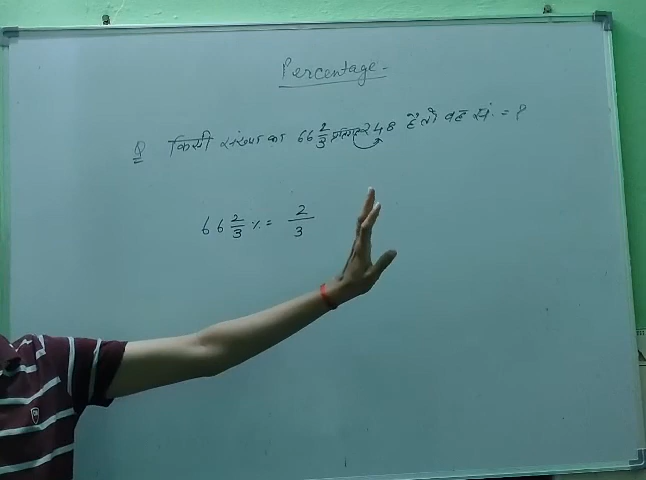 Percentage -
Q किसी संख्या का 66 2/3 प्रतिशत 48 है तो वह सं. = ?
66 2/3 % = 2/3